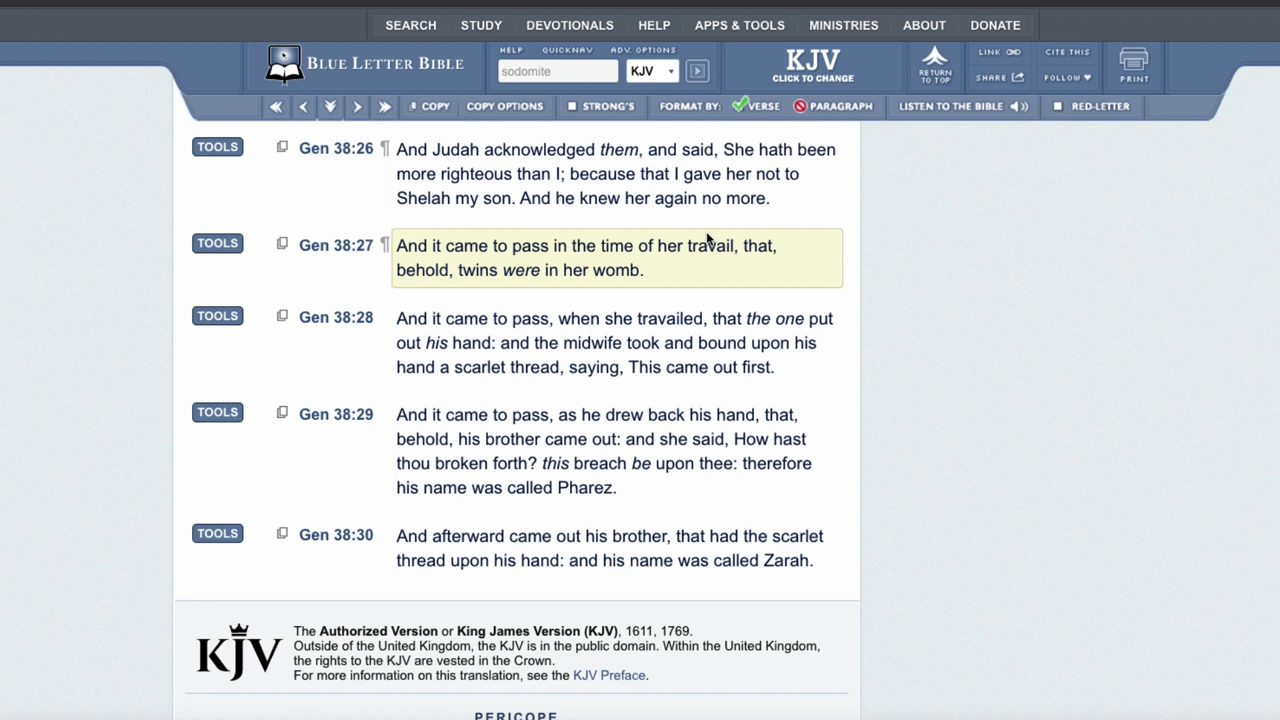 SEARCH STUDY DEVOTIONALS HELP APPS & TOOLS MINISTRIES ABOUT DONATE
BLUE LETTER BIBLE
HELP QUICKNAV ADV. OPTIONS
sodomite KJV
KJV
CLICK TO CHANGE
RETURN
TO TOP
LINK CITE THIS
SHARE FOLLOW
PRINT
COPY COPY OPTIONS STRONG'S FORMAT BY: VERSE PARAGRAPH LISTEN TO THE BIBLE RED-LETTER
TOOLS Gen 38:26 ¶ And Judah acknowledged them, and said, She hath been
more righteous than I; because that I gave her not to
Shelah my son. And he knew her again no more.
TOOLS Gen 38:27 ¶ And it came to pass in the time of her travail, that,
behold, twins were in her womb.
TOOLS Gen 38:28 And it came to pass, when she travailed, that the one put
out his hand: and the midwife took and bound upon his
hand a scarlet thread, saying, This came out first.
TOOLS Gen 38:29 And it came to pass, as he drew back his hand, that,
behold, his brother came out: and she said, How hast
thou broken forth? this breach be upon thee: therefore
his name was called Pharez.
TOOLS Gen 38:30 And afterward came out his brother, that had the scarlet
thread upon his hand: and his name was called Zarah.
KJV
The Authorized Version or King James Version (KJV), 1611, 1769.
Outside of the United Kingdom, the KJV is in the public domain. Within the United Kingdom,
the rights to the KJV are vested in the Crown.
For more information on this translation, see the KJV Preface.
PERICOPE